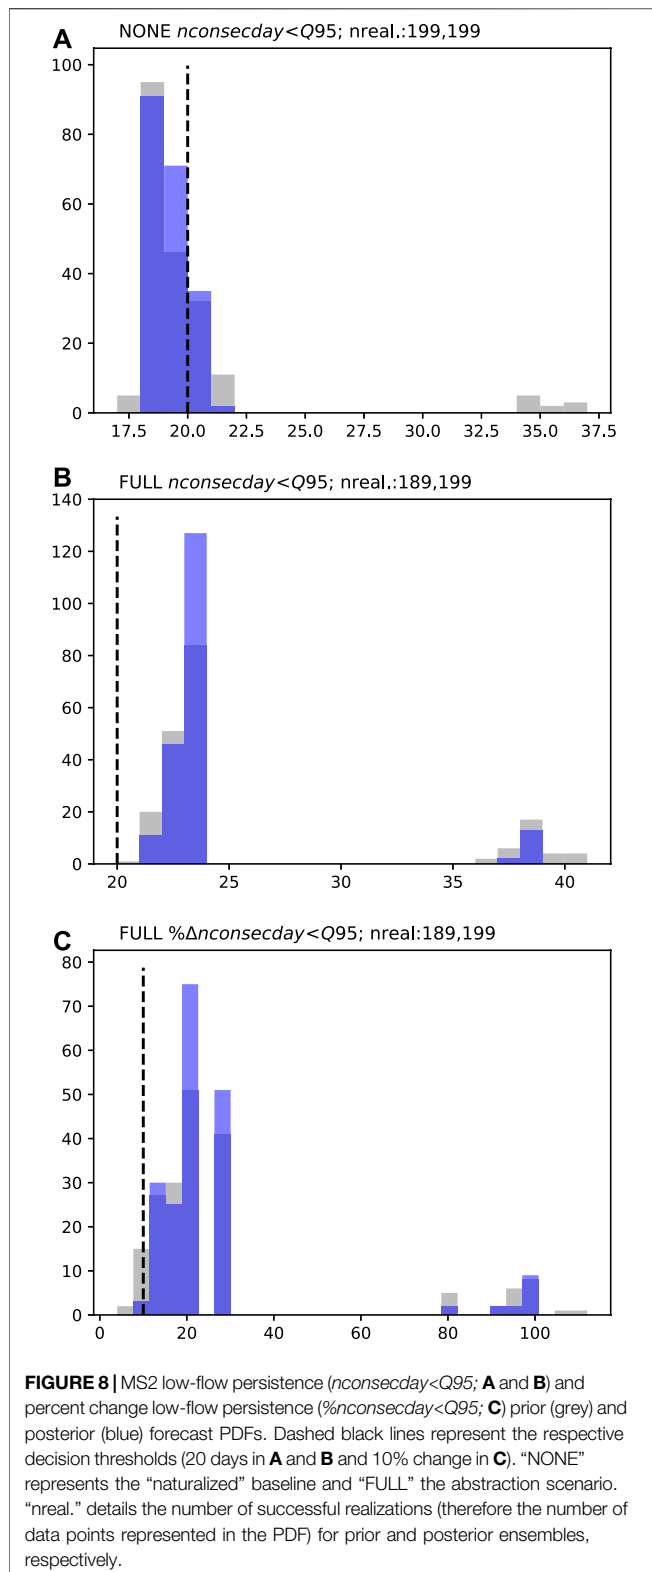 A
NONE nconsecday<Q95; nreal.:199,199
100
80
60
40
20
0
17.5 20.0 22.5 25.0 27.5 30.0 32.5 35.0 37.5
B
FULL nconsecday<Q95; nreal.:189,199
140
120
100
80
60
40
20
0
20 25 30 35 40
C
FULL %Δnconsecday<Q95; nreal:189,199
80
70
60
50
40
30
20
10
0
0 20 40 60 80 100
FIGURE 8 | MS2 low-flow persistence (nconsecday<Q95; A and B) and
percent change low-flow persistence (%nconsecday<Q95; C) prior (grey) and
posterior (blue) forecast PDFs. Dashed black lines represent the respective
decision thresholds (20 days in A and B and 10% change in C). “NONE”
represents the “naturalized” baseline and “FULL” the abstraction scenario.
“nreal.” details the number of successful realizations (therefore the number of
data points represented in the PDF) for prior and posterior ensembles,
respectively.